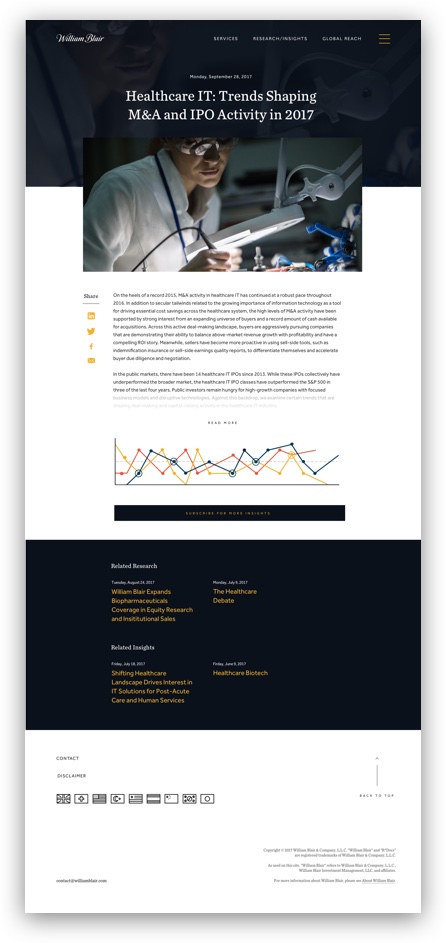 William Blair
SERVICES
RESEARCH/INSIGHTS
GLOBAL REACH
Monday, September 28, 2017
Healthcare IT: Trends Shaping
M&A and IPO Activity in 2017
Share
On the heels of a record 2015, M&A activity in healthcare IT has continued at a robust pace throughout
2016. In addition to secular tailwinds related to the growing importance of information technology as a tool
for driving essential cost savings across the healthcare system, the high levels of M&A activity have been
supported by strong interest from an expanding universe of buyers and a record amount of cash available
for acquisitions. Across this active deal-making landscape, buyers are aggressively pursuing companies
that are demonstrating their ability to balance above-market revenue growth with profitability and have a
compelling ROI story. Meanwhile, sellers have become more proactive in using sell-side tools, such as
indemnification insurance or sell-side earnings quality reports, to differentiate themselves and accelerate
buyer due diligence and negotiation.
In the public markets, there have been 14 healthcare IT IPOs since 2013. While these IPOs collectively have
underperformed the broader market, the healthcare IT IPO classes have outperformed the S&P 500 in
three of the last four years. Public investors remain hungry for high-growth companies with focused
business models and disruptive technologies. Against this backdrop, we examine certain trends that are
READ MORE
SUBSCRIBE FOR MORE INSIGHTS
Related Research
Tuesday, August 24, 2017
William Blair Expands
Biopharmaceuticals
Coverage in Equity Research
and Insititutional Sales
Monday, July 5, 2017
The Healthcare
Debate
Related Insights
Friday, July 16, 2017
Shifting Healthcare
Landscape Drives Interest in
IT Solutions for Post-Acute
Care and Human Services
Friday, June 9, 2017
Healthcare Biotech
CONTACT
DISCLAIMER
BACK TO TOP
Copyright © 2017 William Blair & Company, L.L.C. "William Blair" and
are registered trademarks of William Blair & Company, L.L.C.
As used on this site, "William Blair" refers to William Blair & Company, L.L.C.,
William Blair Investment Management, LLC, and affiliates.
For more information about William Blair, please see About William Blair.
contact@williamblair.com